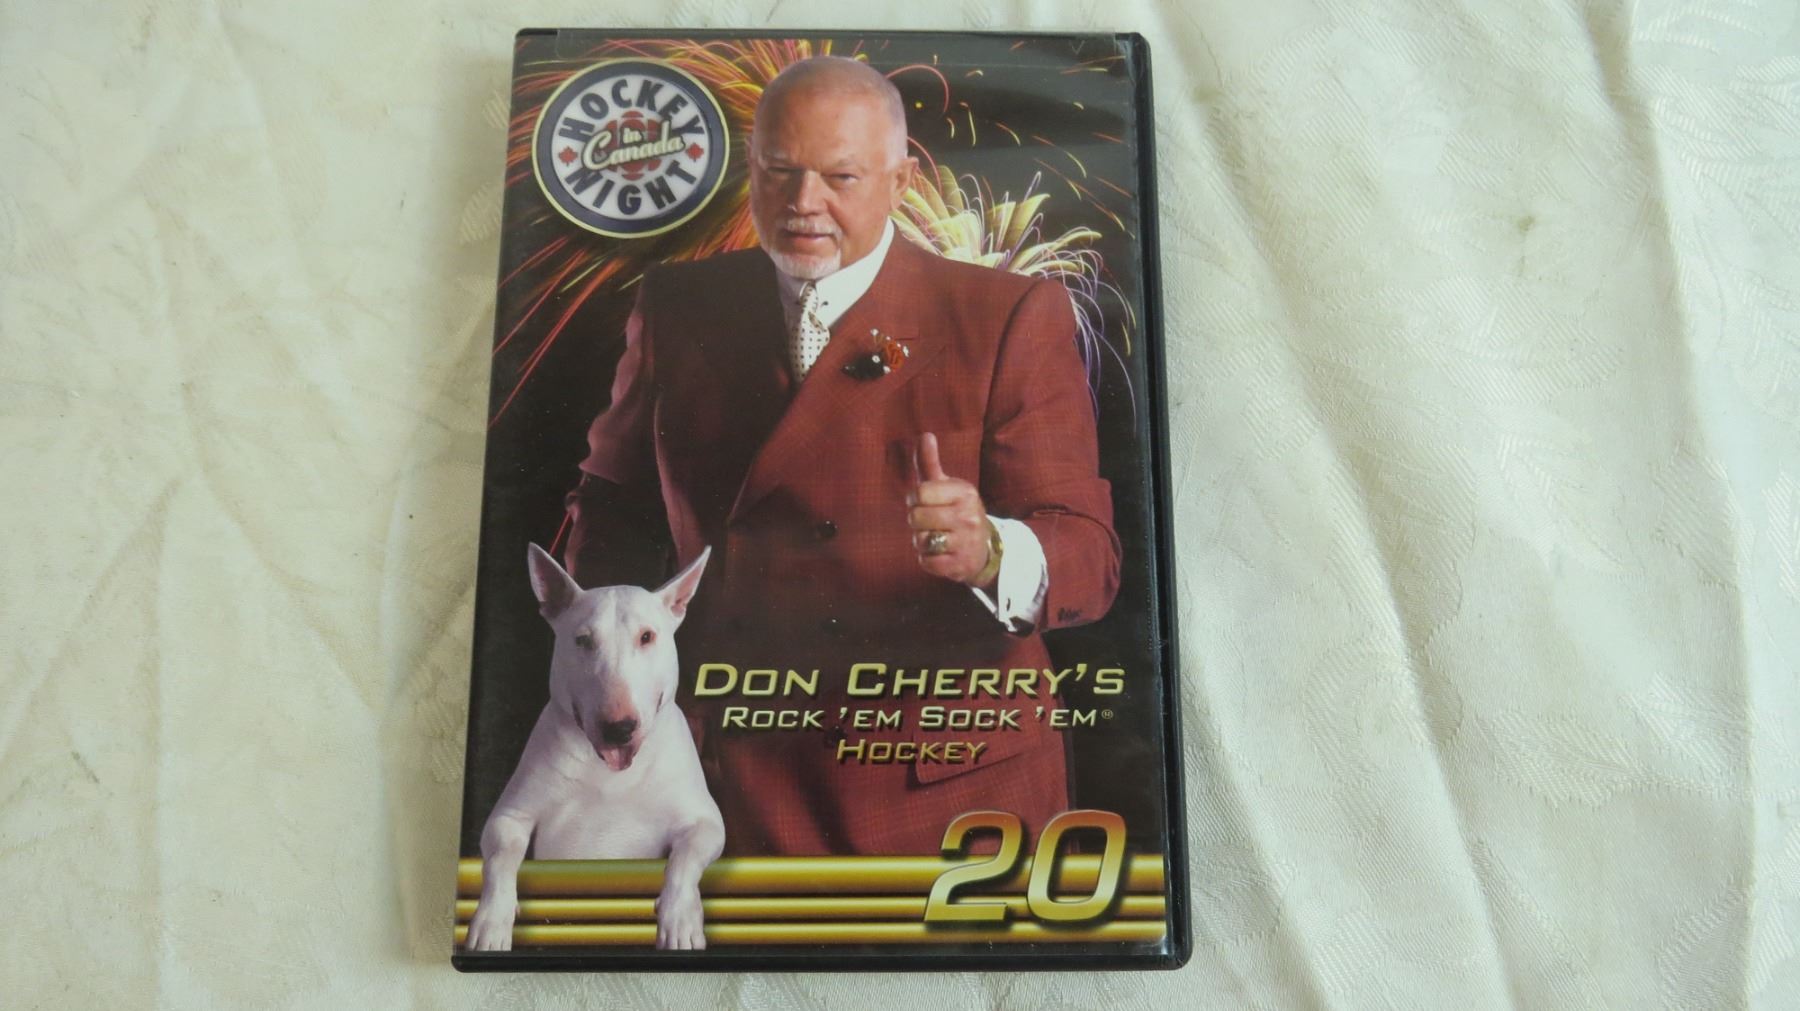 HOCKEY
in
Canada
NIGHT
DON CHERRY'S
ROCK 'EM SOCK 'EM®
HOCKEY
20